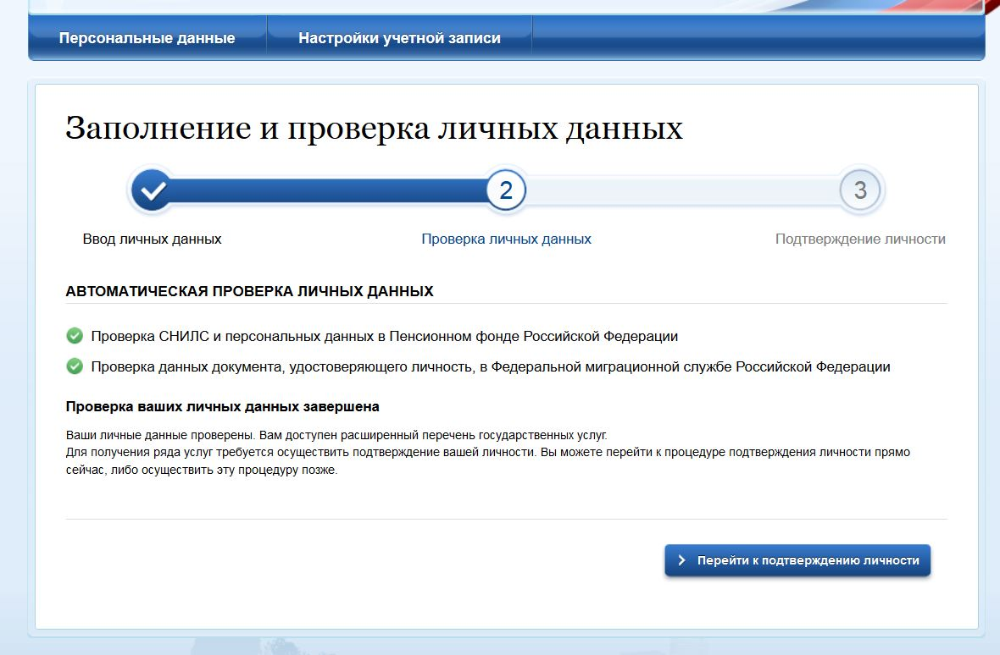 Персональные данные
Настройки учетной записи
Заполнение и проверка личных данных
2
3
Ввод личных данных
Проверка личных данных
Подтверждение личности
АВТОМАТИЧЕСКАЯ ПРОВЕРКА ЛИЧНЫХ ДАННЫХ
Проверка СНИЛС и персональных данных в Пенсионном фонде Российской Федерации
Проверка данных документа, удостоверяющего личность, в Федеральной миграционной службе Российской Федерации
Проверка ваших личных данных завершена
Ваши личные данные проверены. Вам доступен расширенный перечень государственных услуг.
Для получения ряда услуг требуется осуществить подтверждение вашей личности. Вы можете перейти к процедуре подтверждения личности прямо
сейчас, либо осуществить эту процедуру позже.
Перейти к подтверждению личности